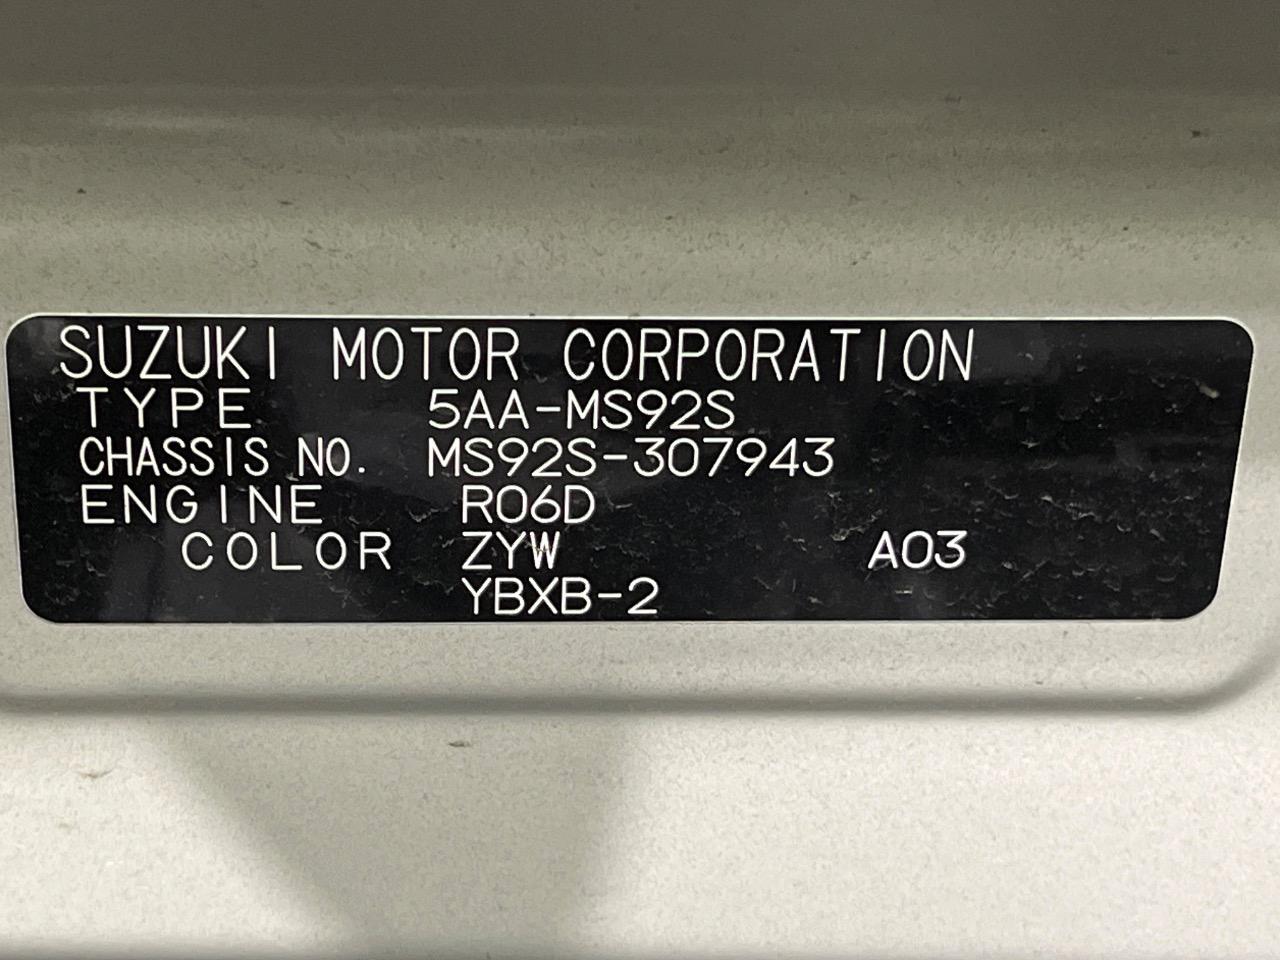 SUZUKI MOTOR CORPORATION
TYPE 5AA-MS92S
CHASSIS NO. MS92S-307943
ENGINE R06D
COLOR ZYW A03
YBXB-2